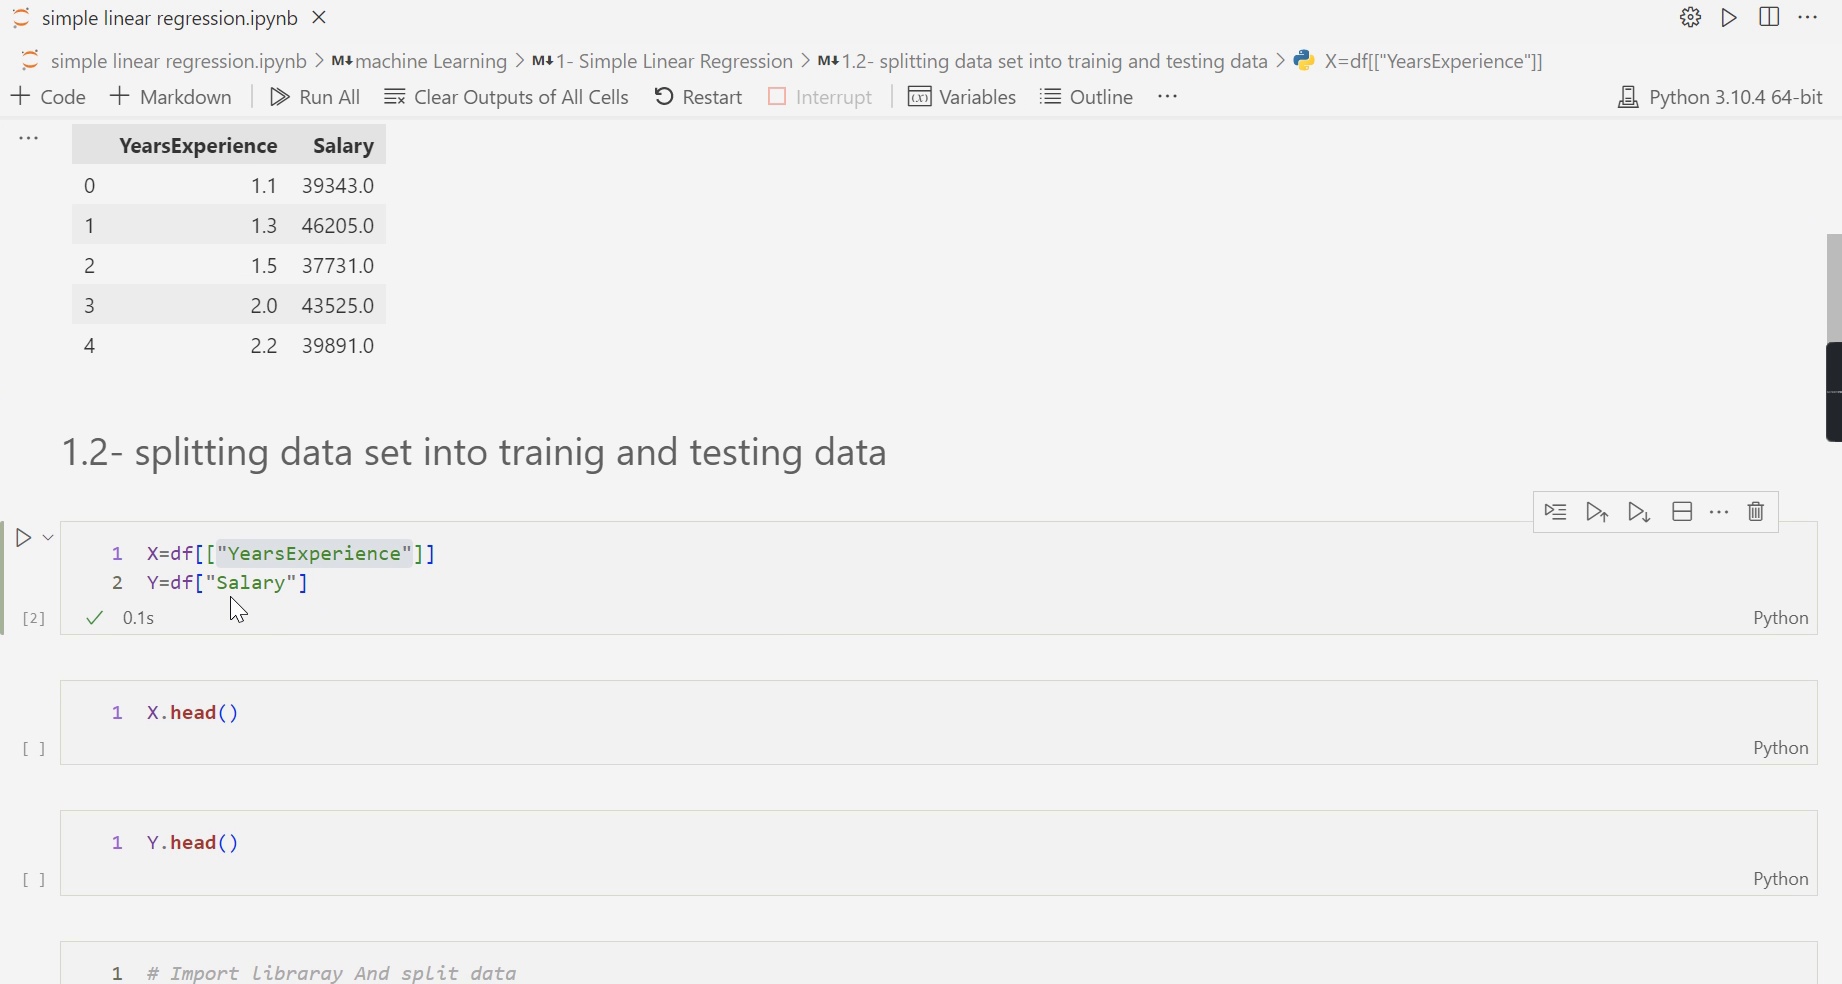 simple linear regression.ipynb
simple linear regression.ipynb > M↓machine Learning > M↓1- Simple Linear Regression > M↓1.2- splitting data set into trainig and testing data > X=df[["YearsExperience"]]
+ Code + Markdown Run All Clear Outputs of All Cells Restart Interrupt Variables Outline ... Python 3.10.4 64-bit
...
YearsExperience Salary
0 1.1 39343.0
1 1.3 46205.0
2 1.5 37731.0
3 2.0 43525.0
4 2.2 39891.0
1.2- splitting data set into trainig and testing data
1 X=df[["YearsExperience"]]
2 Y=df["Salary"]
[2] 0.1s Python
1 X.head()
[ ] Python
1 Y.head()
[ ] Python
1 # Import libraray And split data